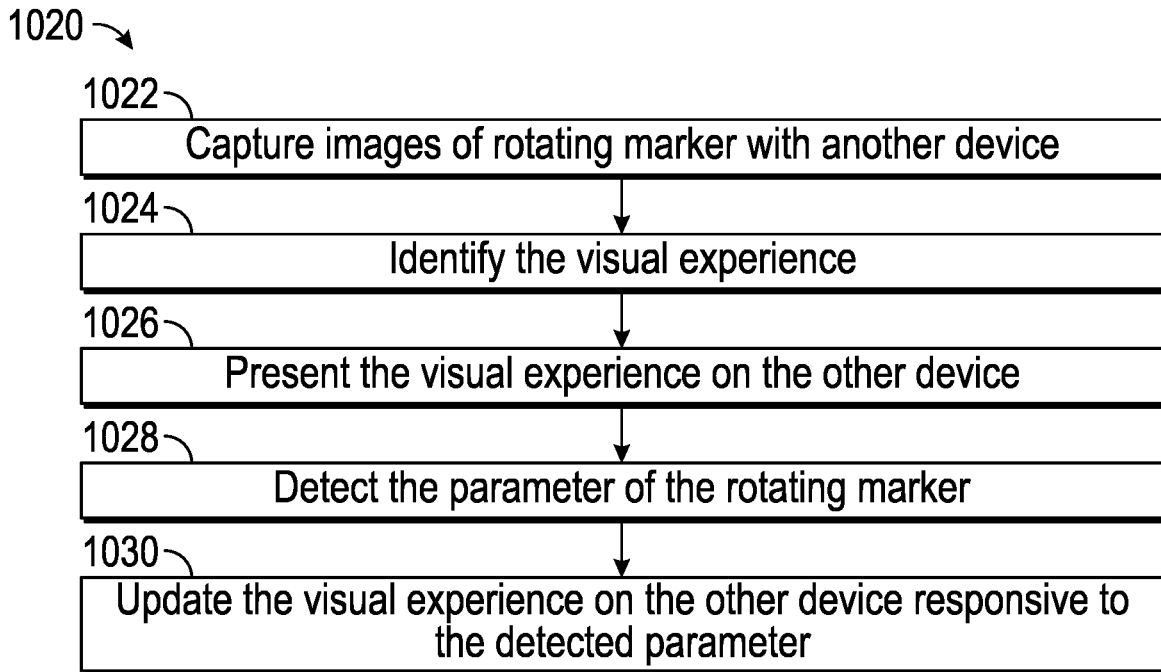 1020
1022
Capture images of rotating marker with another device
1024
Identify the visual experience
1026
Present the visual experience on the other device
1028
Detect the parameter of the rotating marker
1030
Update the visual experience on the other device responsive to
the detected parameter